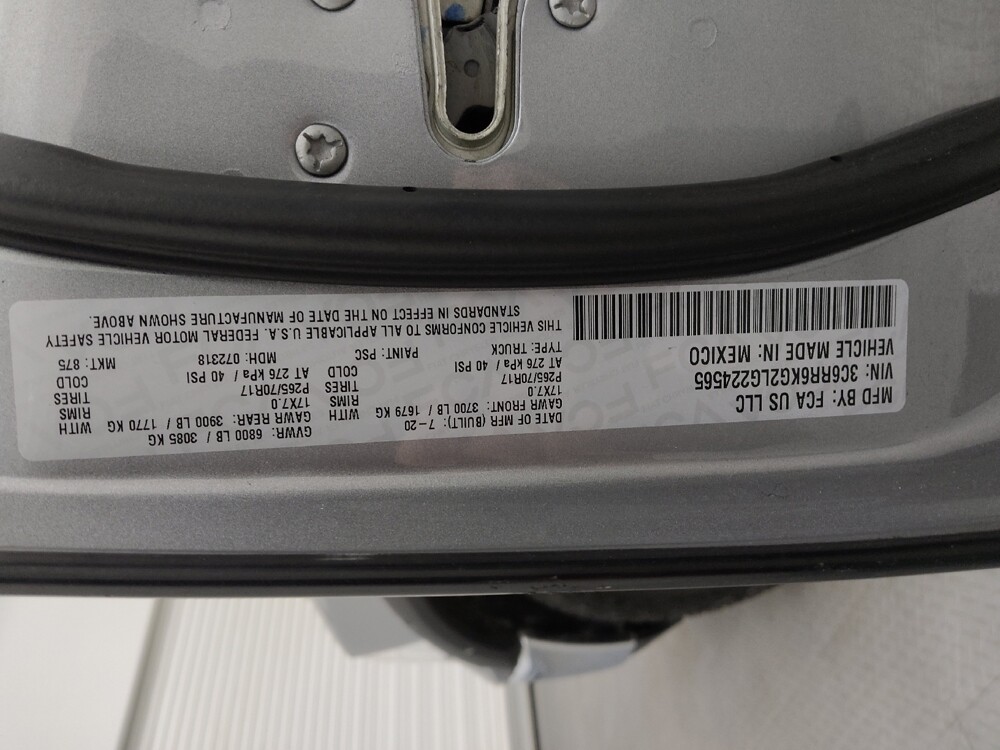 MFD BY: FCA US LLC
VIN: 3C6RR6KG2LG224565
VEHICLE MADE IN: MEXICO
DATE OF MFR (BUILT): 7-20
GAWR FRONT: 3700 LB / 1679 KG WITH
17X7.0 RIMS
P265/70R17 TIRES
AT 276 kPa / 40 PSI COLD
TYPE: TRUCK PAINT: PSC
GVWR: 6800 LB / 3085 KG
GAWR REAR: 3900 LB / 1770 KG WITH
17X7.0 RIMS
P265/70R17 TIRES
AT 276 kPa / 40 PSI COLD
MDH: 072318 MKT: 875
THIS VEHICLE CONFORMS TO ALL APPLICABLE U.S.A. FEDERAL MOTOR VEHICLE SAFETY
STANDARDS IN EFFECT ON THE DATE OF MANUFACTURE SHOWN ABOVE.